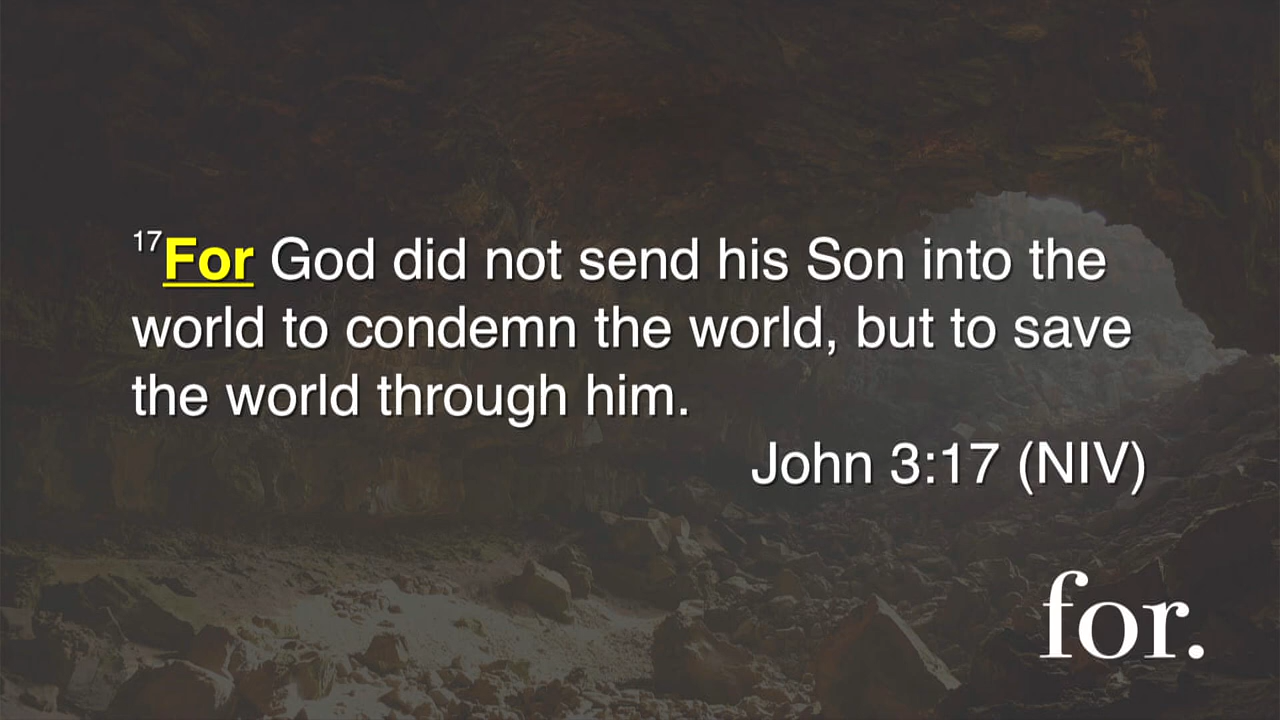 17For God did not send his Son into the
world to condemn the world, but to save
the world through him.
John 3:17 (NIV)
for.